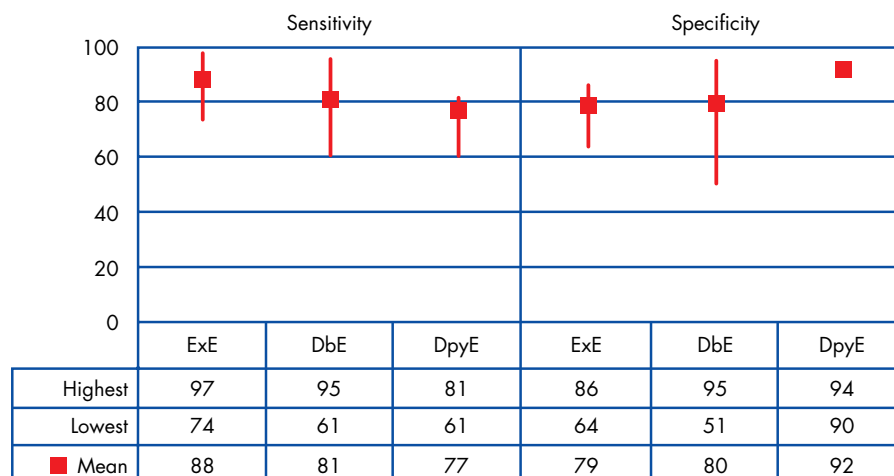 Sensitivity Specificity
100
80
60
40
20
0
ExE DbE DpyE ExE DbE DpyE
Highest 97 95 81 86 95 94
Lowest 74 61 61 64 51 90
Mean 88 81 77 79 80 92